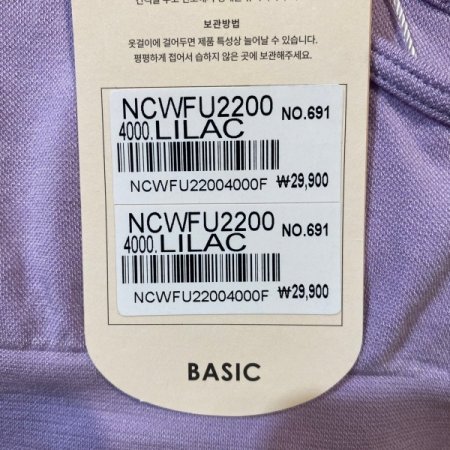 보관방법
옷걸이에 걸어두면 제품 특성상 늘어날 수 있습니다.
평평하게 접어서 습하지 않은 곳에 보관해주세요.
NCWFU2200 NO.691
4000.LILAC
NCWFU22004000F ₩29,900
NCWFU2200 NO.691
4000.LILAC
NCWFU22004000F ₩29,900
BASIC